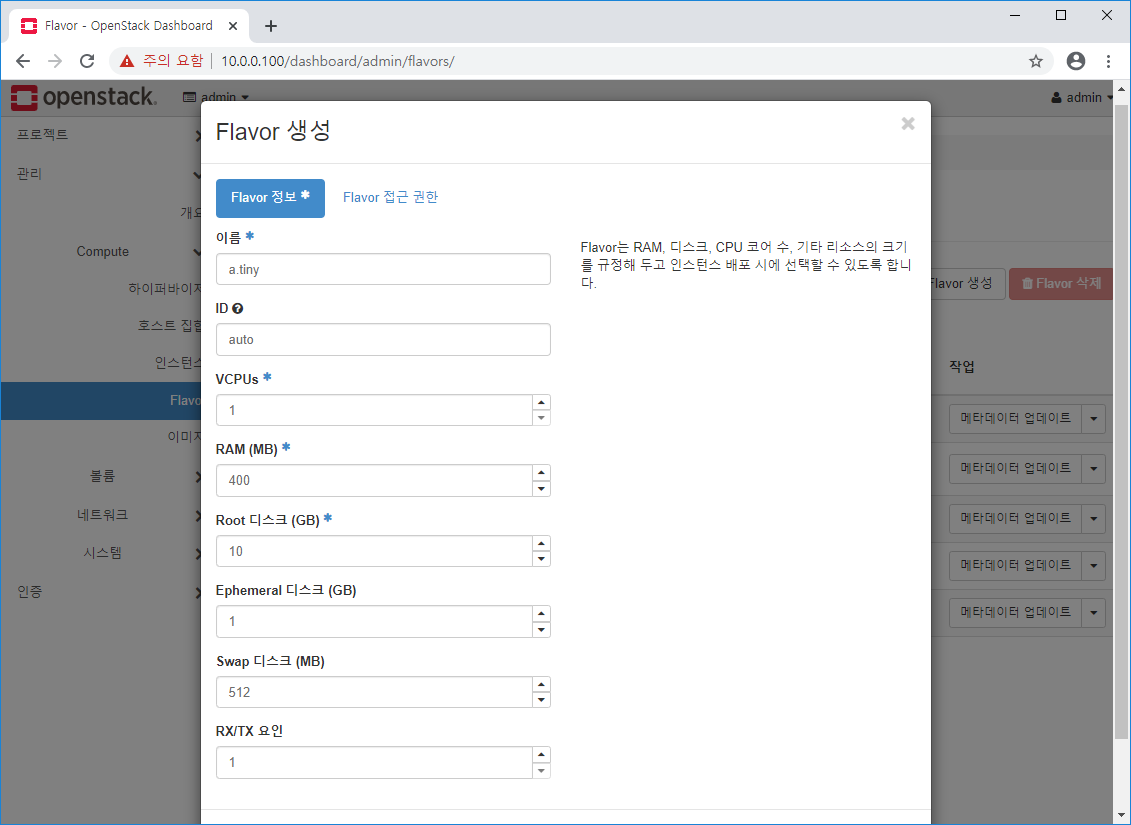 Flavor - OpenStack Dashboard
주의 요함 10.0.0.100/dashboard/admin/flavors/
openstack. admin admin
프로젝트
관리
개요
Compute
하이퍼바이저
호스트 집합
인스턴스
Flavo
이미지
볼륨
네트워크
시스템
인증
Flavor 생성
Flavor 정보 * Flavor 접근 권한
이름 *
a.tiny
ID
auto
VCPUs *
1
RAM (MB) *
400
Root 디스크 (GB) *
10
Ephemeral 디스크 (GB)
1
Swap 디스크 (MB)
512
RX/TX 요인
1
Flavor는 RAM, 디스크, CPU 코어 수, 기타 리소스의 크기
를 규정해 두고 인스턴스 배포 시에 선택할 수 있도록 합니
다.
Flavor 생성 Flavor 삭제
작업
메타데이터 업데이트
메타데이터 업데이트
메타데이터 업데이트
메타데이터 업데이트
메타데이터 업데이트